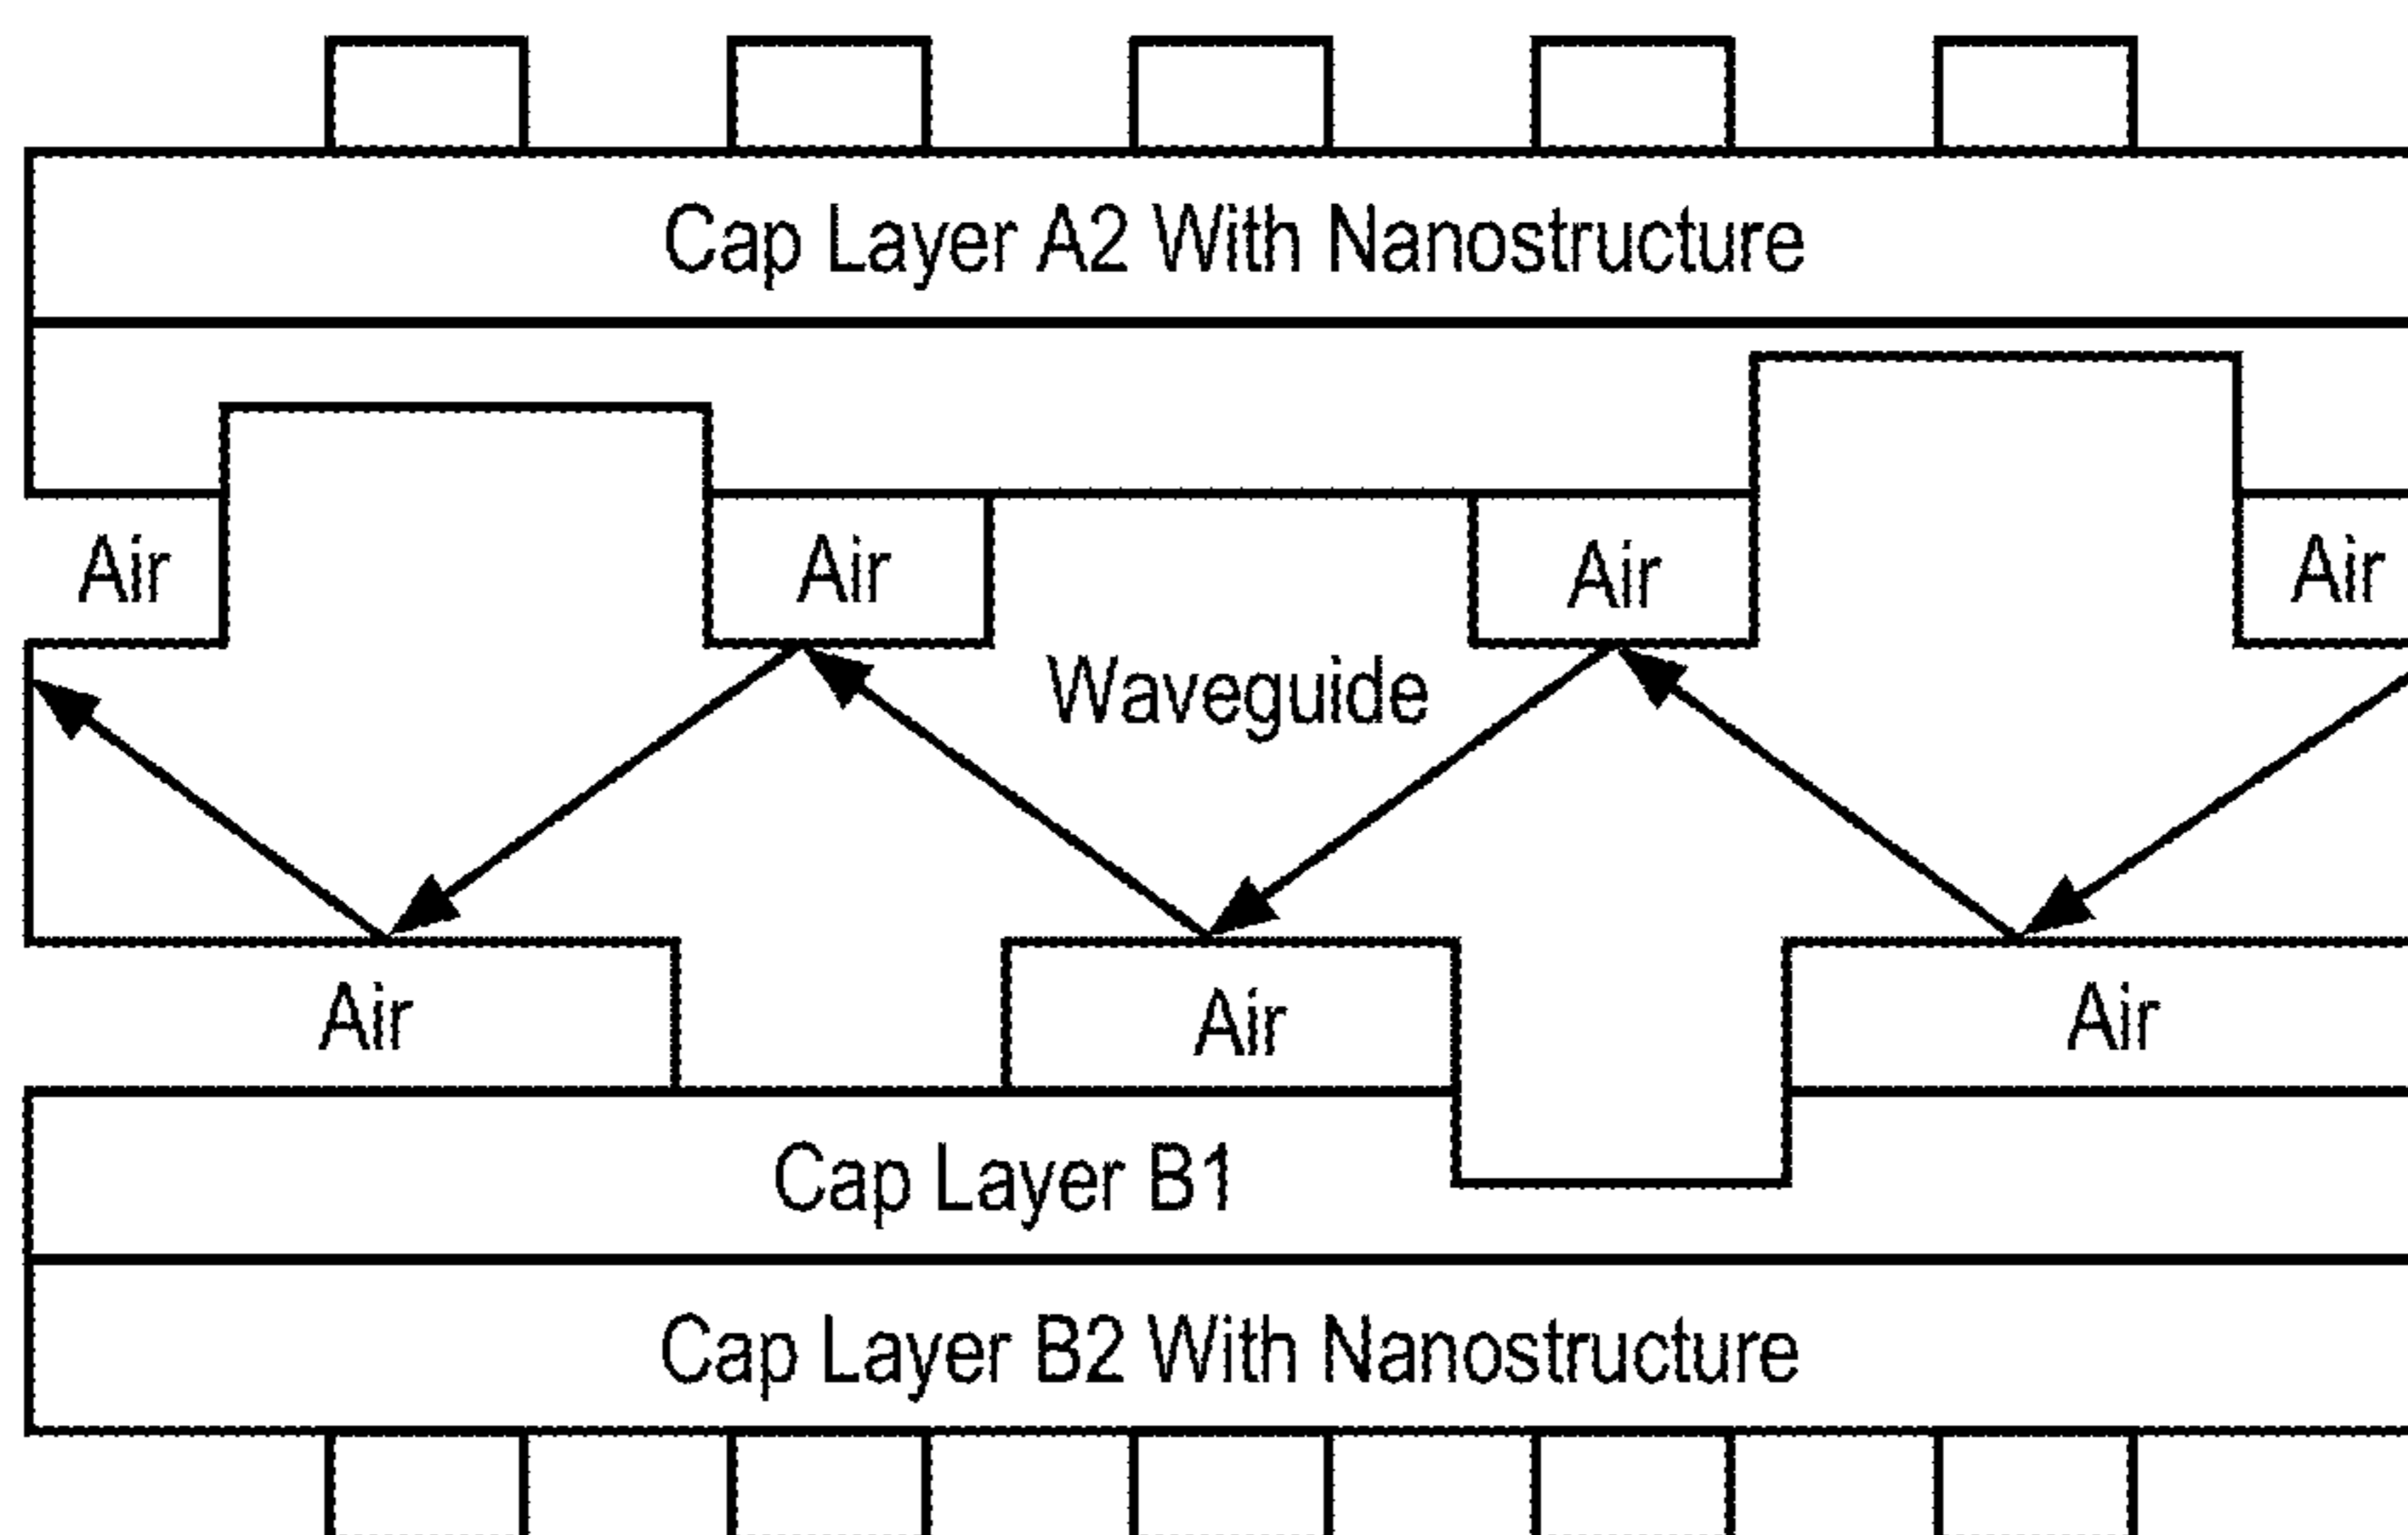 Cap Layer A2 With Nanostructure
Air
Air
Air
Air
Waveguide
Air
Air
Air
Cap Layer B1
Cap Layer B2 With Nanostructure